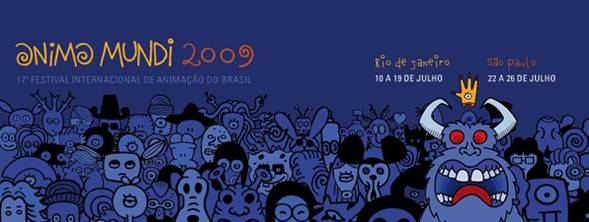 anima MUNDI 2009
17º FESTIVAL INTERNACIONAL DE ANIMAÇÃO DO BRASIL
Rio de Janeiro
10 A 19 DE JULHO
São Paulo
22 A 26 DE JULHO